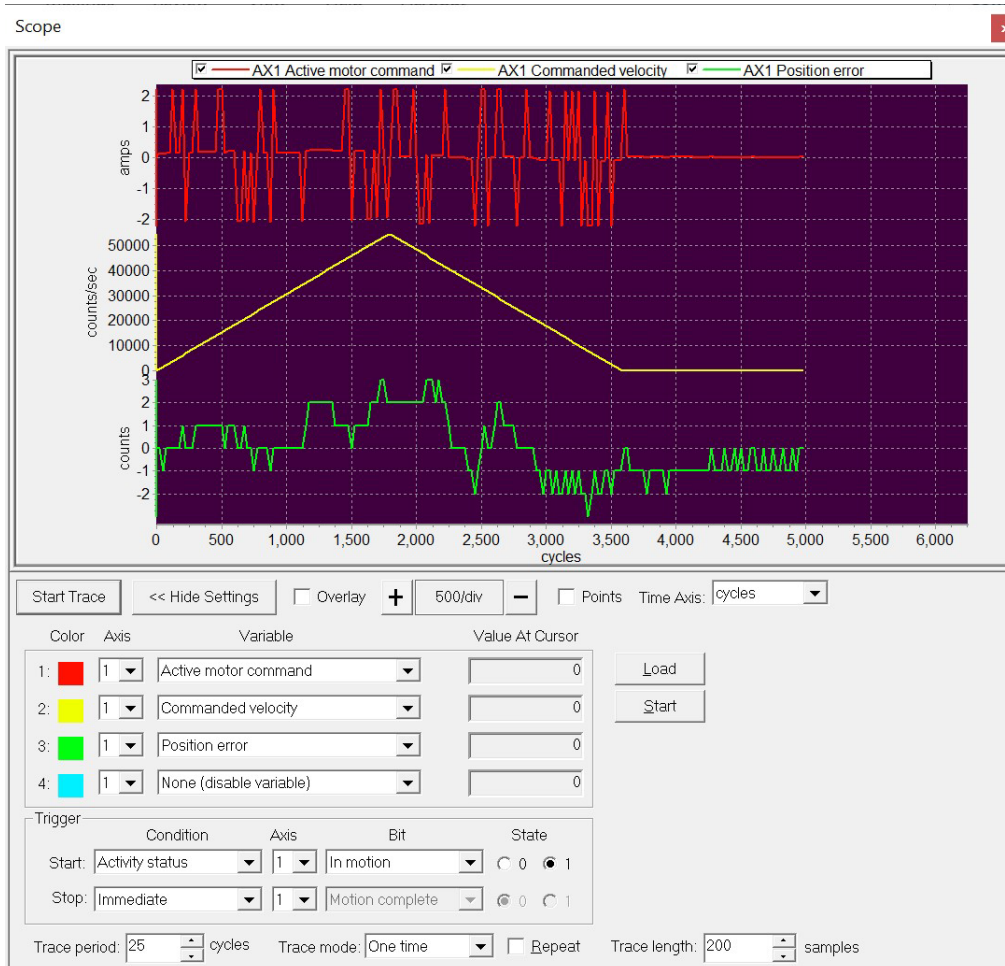 Scope
x
AX1 Active motor command AX1 Commanded velocity AX1 Position error
2
1
0
-1
-2
amps
50000
40000
30000
20000
10000
0
counts/sec
3
2
1
0
-1
-2
counts
0 500 1,000 1,500 2,000 2,500 3,000 3,500 4,000 4,500 5,000 5,500 6,000
cycles
Start Trace << Hide Settings Overlay + 500/div - Points Time Axis: cycles
Color Axis Variable Value At Cursor
1: 1 Active motor command 0 Load
2: 1 Commanded velocity 0 Start
3: 1 Position error 0
4: 1 None (disable variable) 0
Trigger
Condition Axis Bit State
Start: Activity status 1 In motion 0 1
Stop: Immediate 1 Motion complete 0 1
Trace period: 25 cycles Trace mode: One time Repeat Trace length: 200 samples